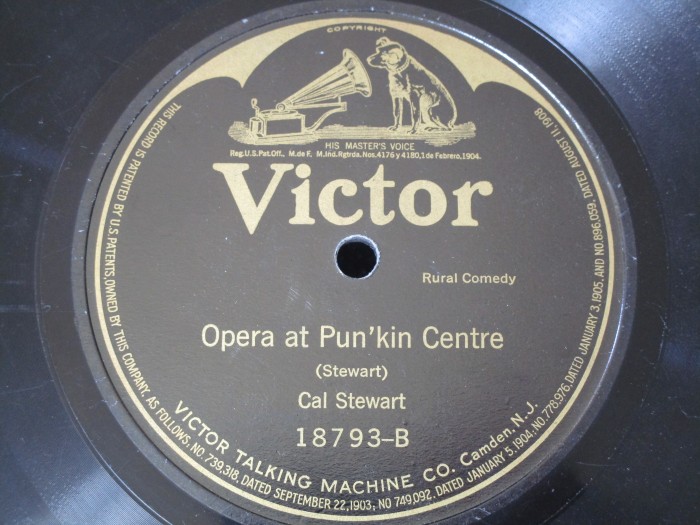 COPYRIGHT
HIS MASTER'S VOICE
Reg.U.S.Pat.Off., M.de F. M.Ind.Rgtrda.Nos.4176 y 4180,1 de Febrero,1904.
Victor
Rural Comedy
Opera at Pun'kin Centre
(Stewart)
Cal Stewart
18793-B
VICTOR TALKING MACHINE CO. Camden, N.J.
THIS RECORD IS PATENTED BY U.S. PATENTS, OWNED BY THIS COMPANY, AS FOLLOWS, NO. 739,318, DATED SEPTEMBER 22,1903; NO 749,092, DATED JANUARY 5,1904; NO. 778,976, DATED JANUARY 3,1905, AND NO. 896,059, DATED AUGUST 11, 1908